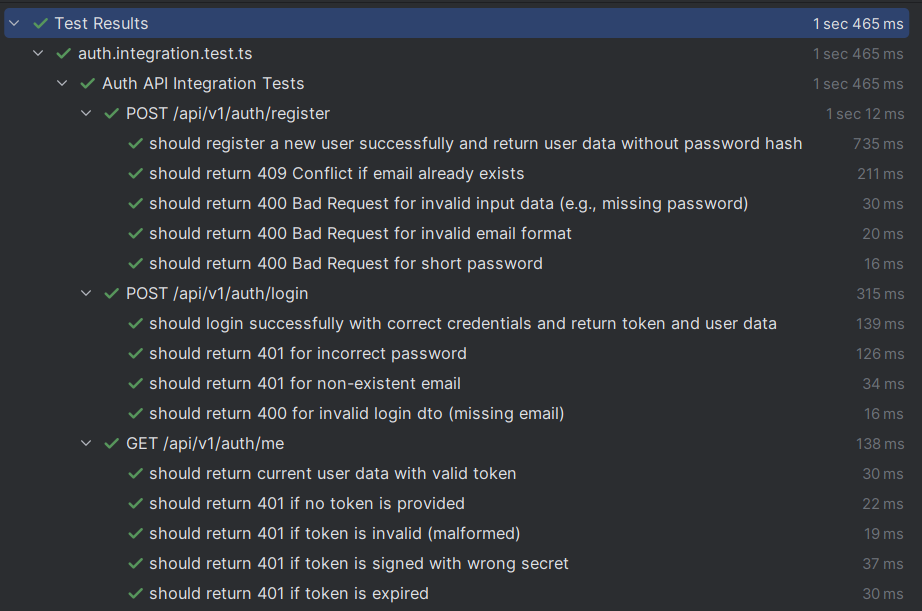 Test Results 1 sec 465 ms
auth.integration.test.ts 1 sec 465 ms
Auth API Integration Tests 1 sec 465 ms
POST /api/v1/auth/register 1 sec 12 ms
should register a new user successfully and return user data without password hash 735 ms
should return 409 Conflict if email already exists 211 ms
should return 400 Bad Request for invalid input data (e.g., missing password) 30 ms
should return 400 Bad Request for invalid email format 20 ms
should return 400 Bad Request for short password 16 ms
POST /api/v1/auth/login 315 ms
should login successfully with correct credentials and return token and user data 139 ms
should return 401 for incorrect password 126 ms
should return 401 for non-existent email 34 ms
should return 400 for invalid login dto (missing email) 16 ms
GET /api/v1/auth/me 138 ms
should return current user data with valid token 30 ms
should return 401 if no token is provided 22 ms
should return 401 if token is invalid (malformed) 19 ms
should return 401 if token is signed with wrong secret 37 ms
should return 401 if token is expired 30 ms